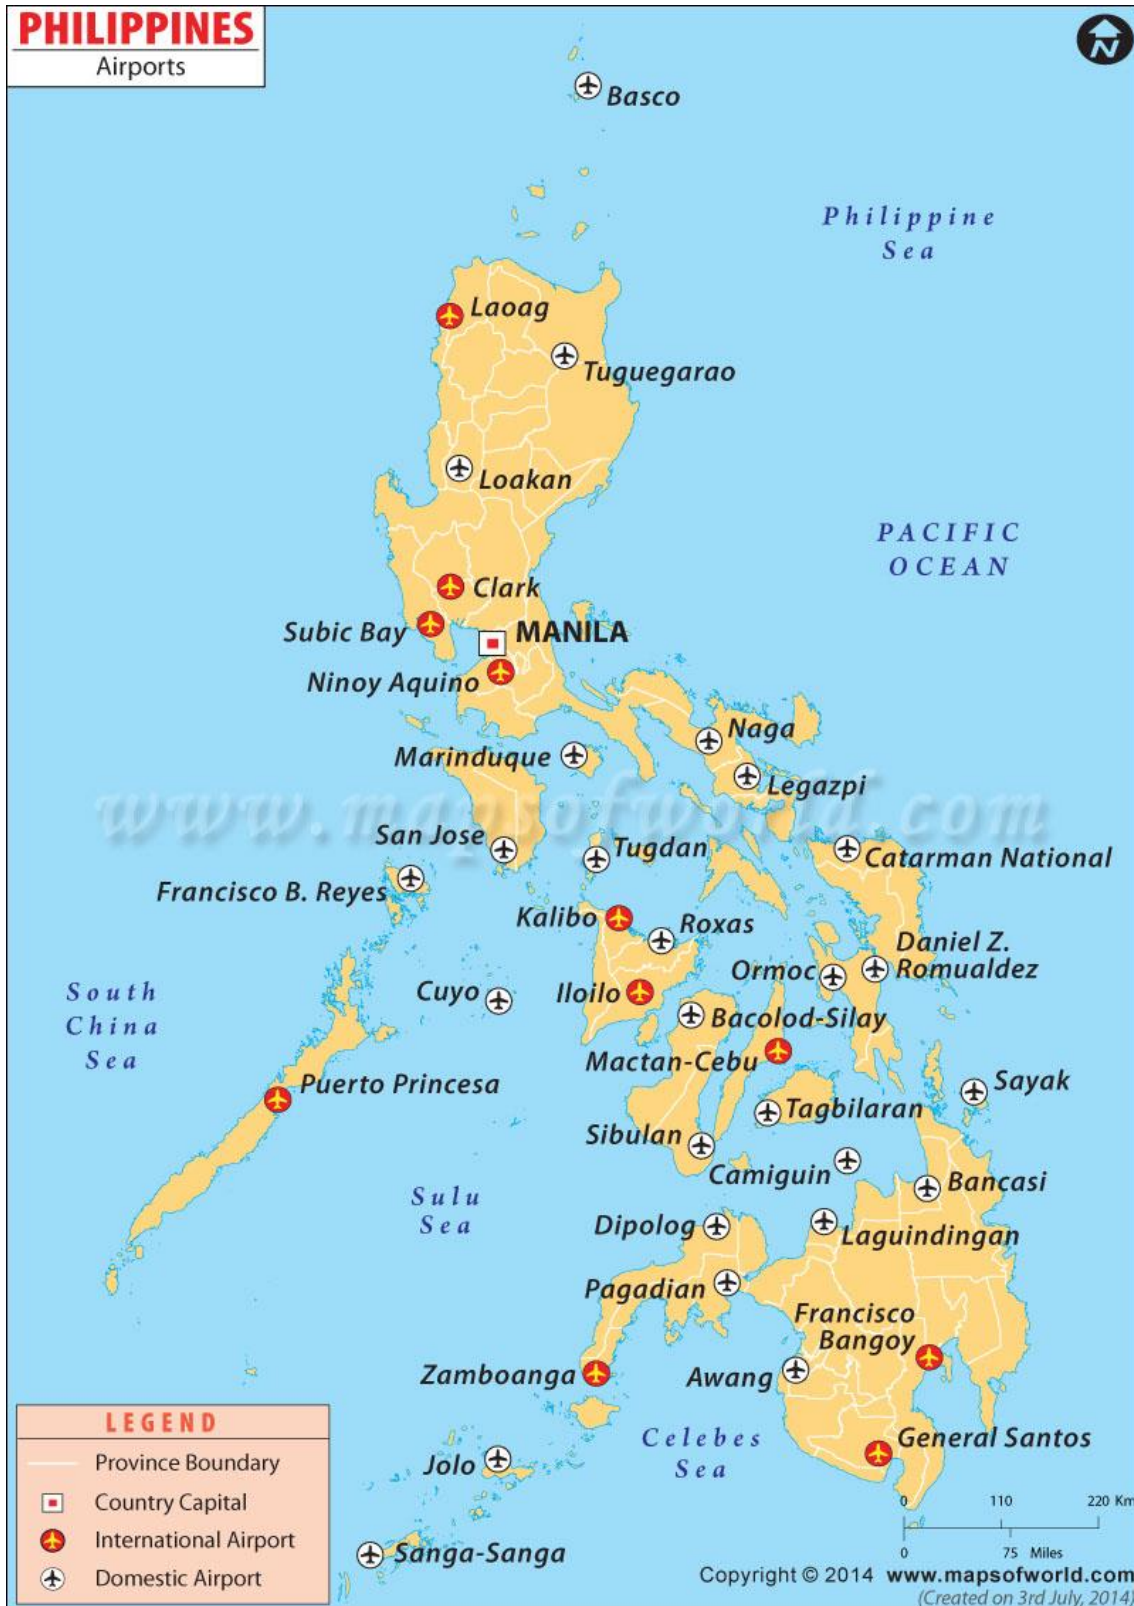 PHILIPPINES
Airports
N
Basco
Philippine
Sea
Laoag
Tuguegarao
Loakan
PACIFIC
OCEAN
Clark
Subic Bay
MANILA
Ninoy Aquino
Naga
Marinduque
Legazpi
www.mapsofworld.com
San Jose
Tugdan
Catarman National
Francisco B. Reyes
Kalibo
Roxas
Daniel Z.
Romualdez
Ormoc
South
China
Sea
Cuyo
Iloilo
Bacolod-Silay
Mactan-Cebu
Puerto Princesa
Sayak
Tagbilaran
Sibulan
Camiguin
Bancasi
Sulu
Sea
Dipolog
Laguindingan
Pagadian
Francisco
Bangoy
Zamboanga
Awang
Celebes
Sea
General Santos
Jolo
Sanga-Sanga
LEGEND
Province Boundary
Country Capital
International Airport
Domestic Airport
0 110 220 Km
0 75 Miles
Copyright © 2014 www.mapsofworld.com
(Created on 3rd July, 2014)